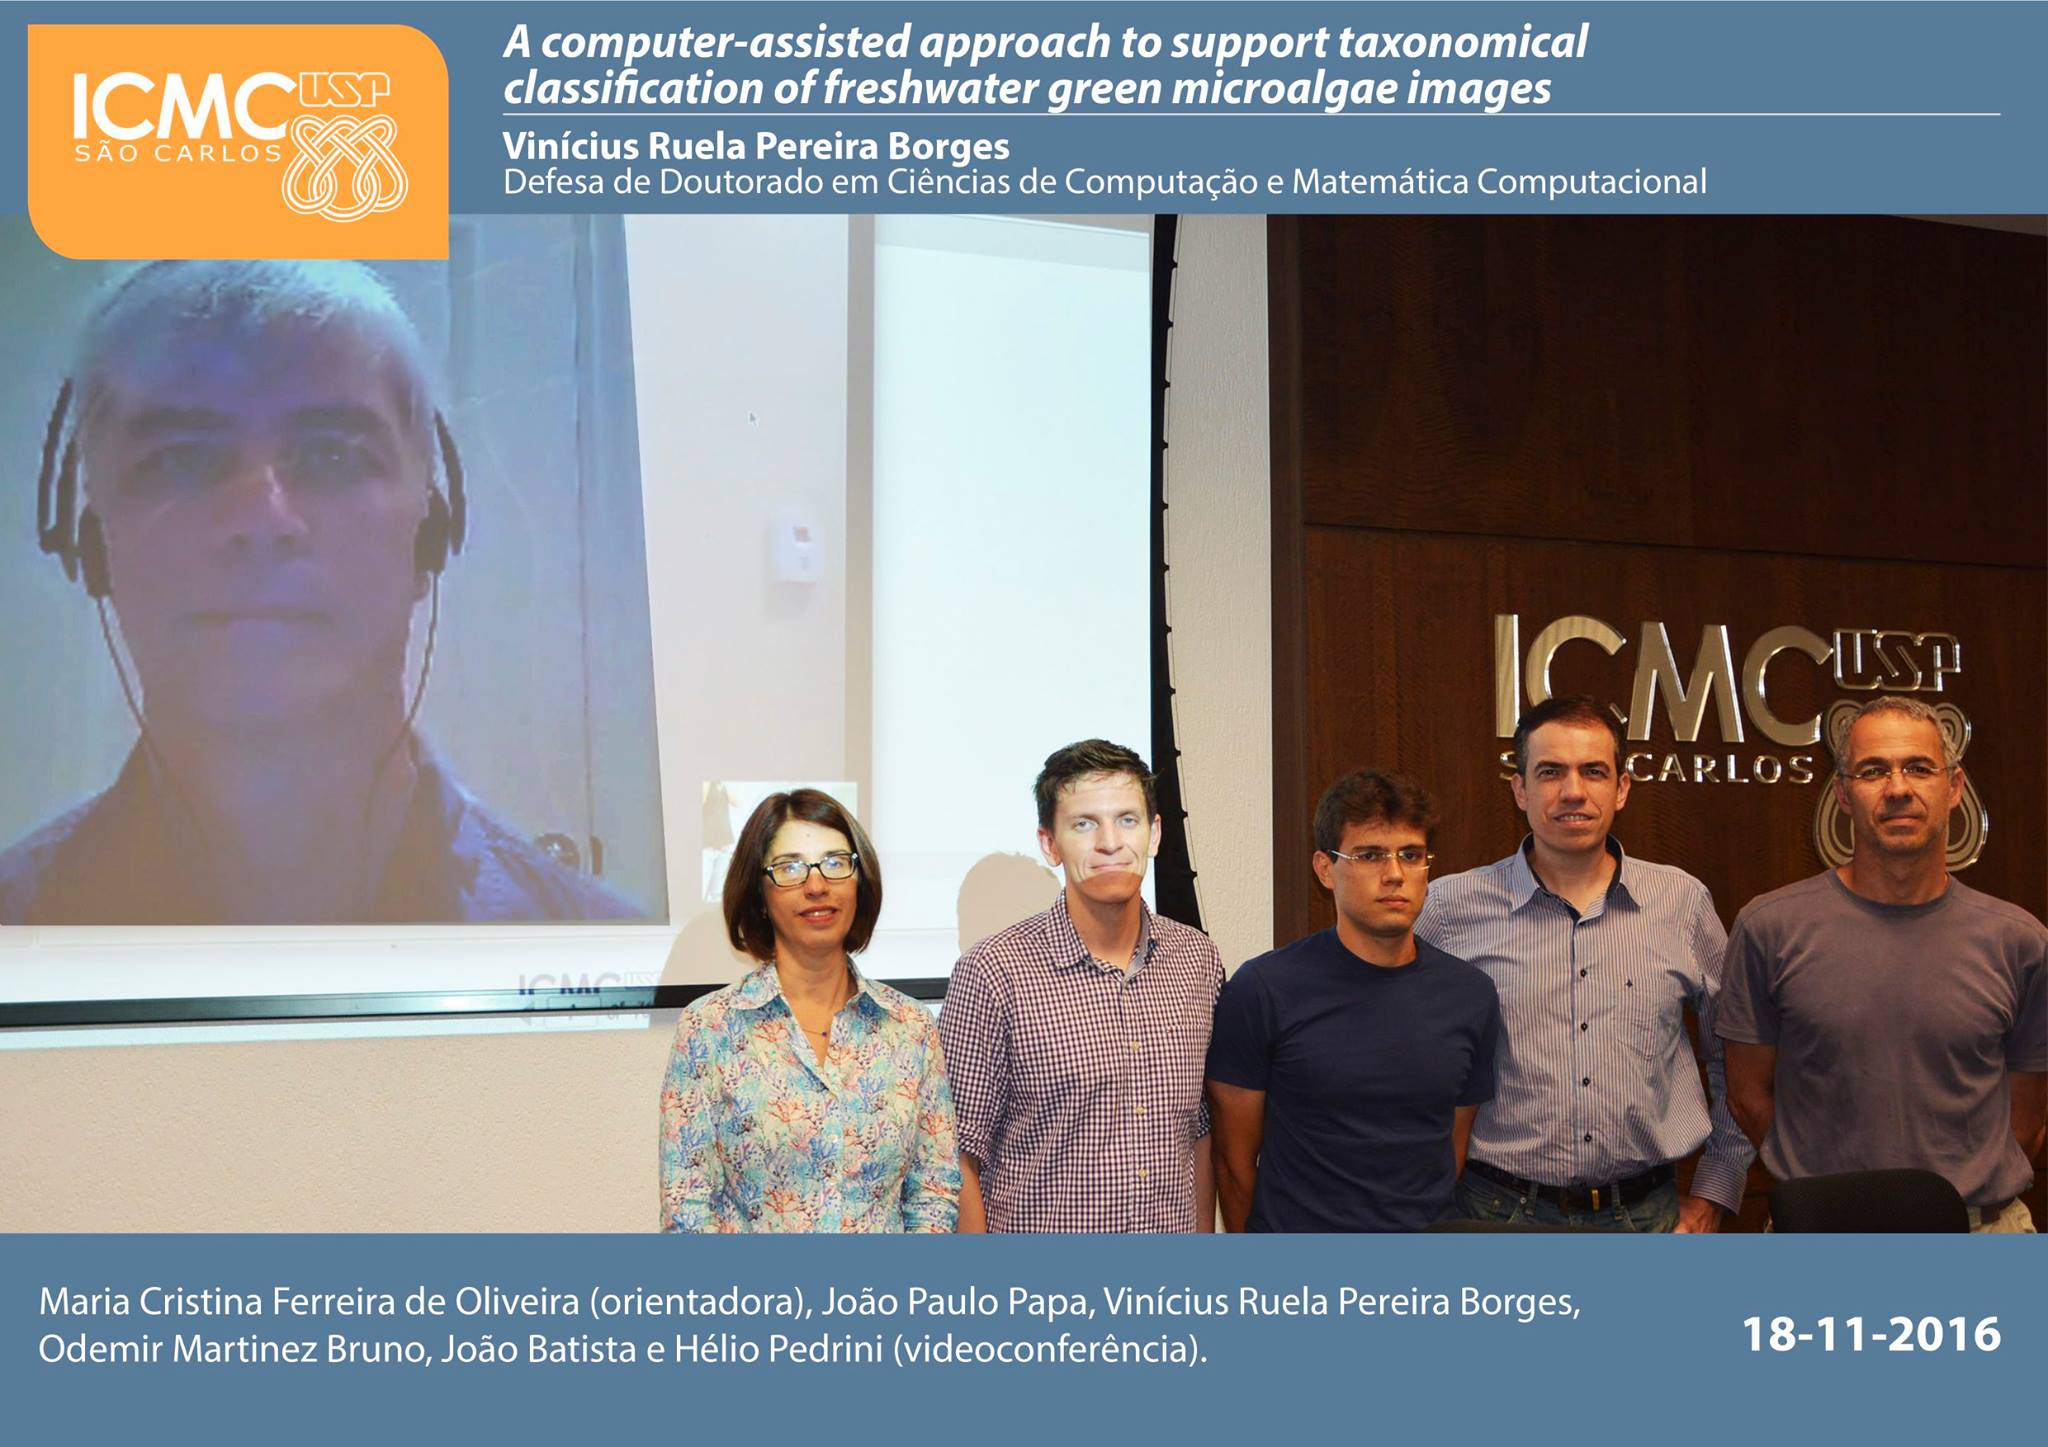 ICMC USP
SÃO CARLOS
A computer-assisted approach to support taxonomical
classification of freshwater green microalgae images
Vinícius Ruela Pereira Borges
Defesa de Doutorado em Ciências de Computação e Matemática Computacional
ICMC USP
CARLOS
ICMC USP
Maria Cristina Ferreira de Oliveira (orientadora), João Paulo Papa, Vinícius Ruela Pereira Borges,
Odemir Martinez Bruno, João Batista e Hélio Pedrini (videoconferência).
18-11-2016